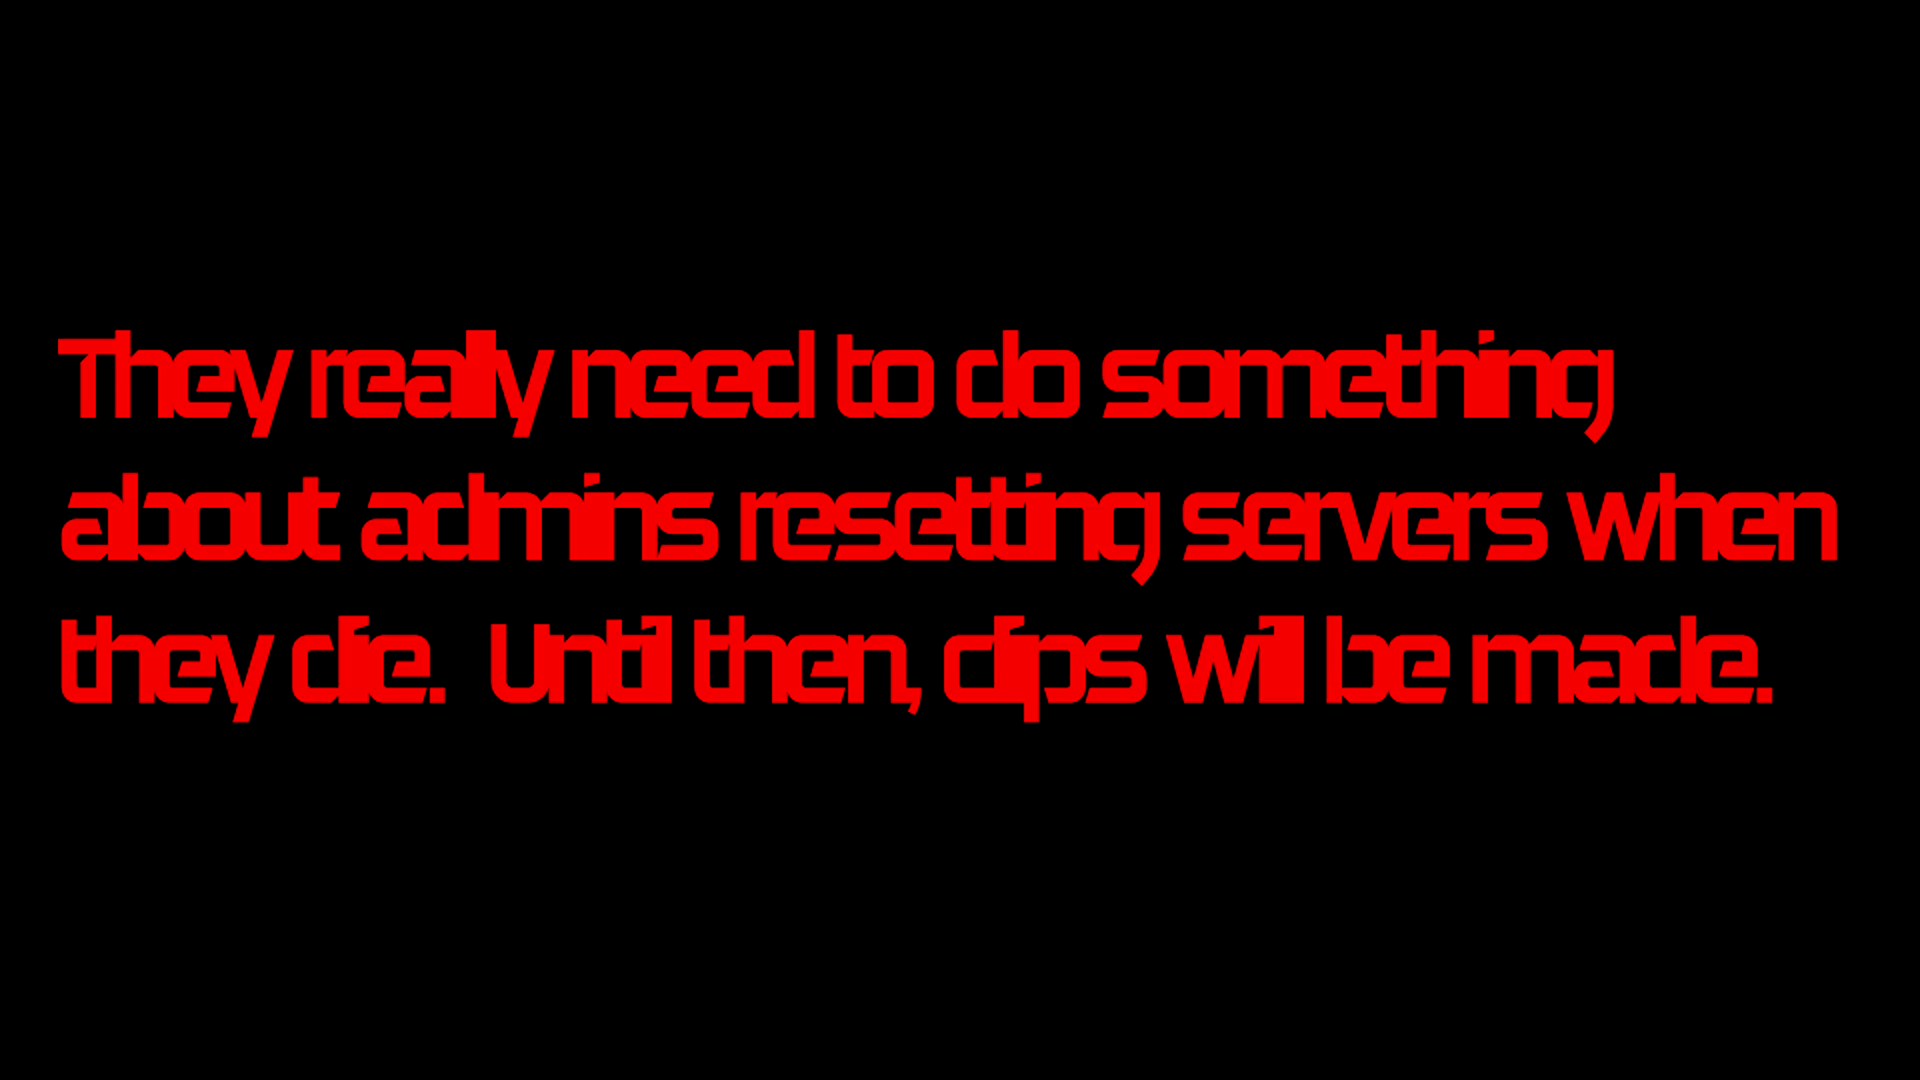 They really need to do something
about admins resetting servers when
they die.  Until then, clips will be made.